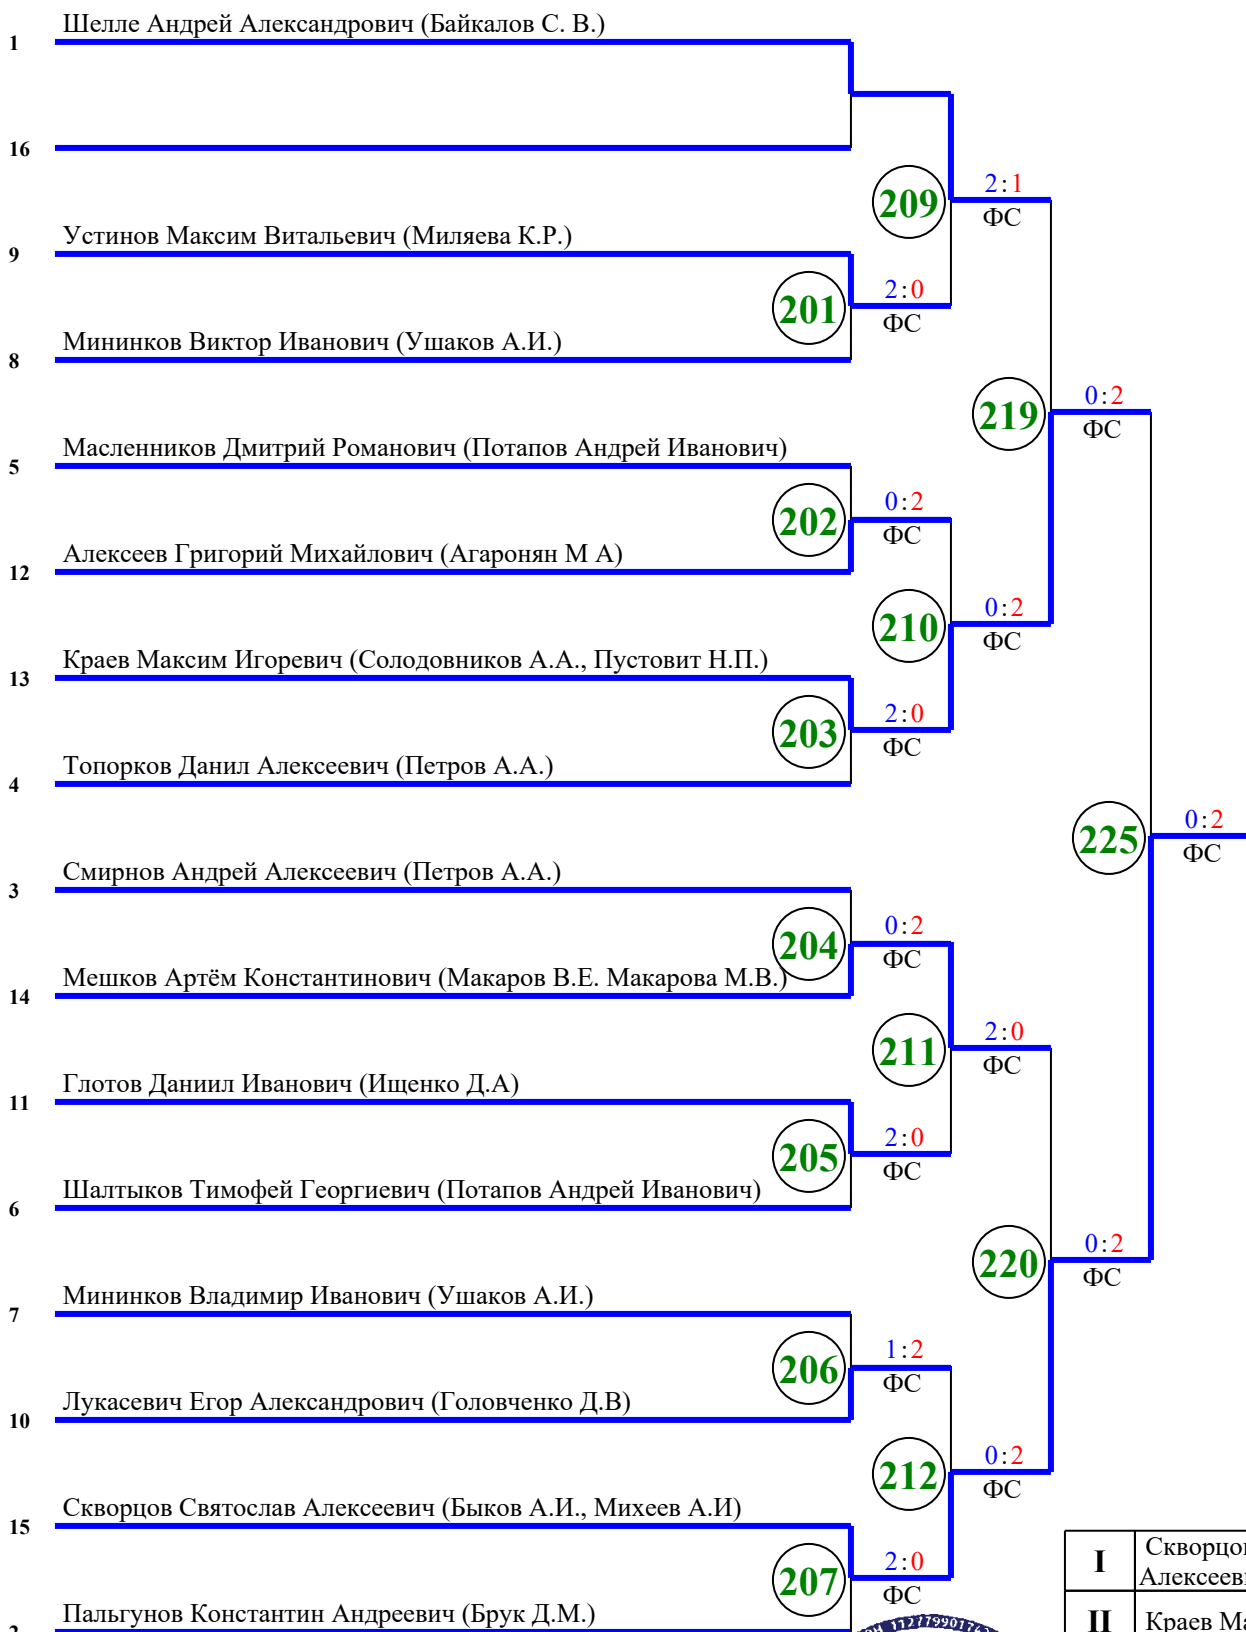 Шелле Андрей Александрович (Байкалов С. В.)
1
16
209
2:1
ФС
Устинов Максим Витальевич (Миляева К.Р.)
9
201
2:0
ФС
Мининков Виктор Иванович (Ушаков А.И.)
8
219
0:2
ФС
Масленников Дмитрий Романович (Потапов Андрей Иванович)
5
202
0:2
ФС
Алексеев Григорий Михайлович (Агаронян М А)
12
210
0:2
ФС
Краев Максим Игоревич (Солодовников А.А., Пустовит Н.П.)
13
203
2:0
ФС
Топорков Данил Алексеевич (Петров А.А.)
4
225
0:2
ФС
Смирнов Андрей Алексеевич (Петров А.А.)
3
204
0:2
ФС
Мешков Артём Константинович (Макаров В.Е. Макарова М.В.)
14
211
2:0
ФС
Глотов Даниил Иванович (Ищенко Д.А)
11
205
2:0
ФС
Шалтыков Тимофей Георгиевич (Потапов Андрей Иванович)
6
220
0:2
ФС
Мининков Владимир Иванович (Ушаков А.И.)
7
206
1:2
ФС
Лукасевич Егор Александрович (Головченко Д.В)
10
212
0:2
ФС
Скворцов Святослав Алексеевич (Быков А.И., Михеев А.И)
15
207
2:0
ФС
Пальгунов Константин Андреевич (Брук Д.М.)
I
Скворцов
Алексееви
II
Краев Ма